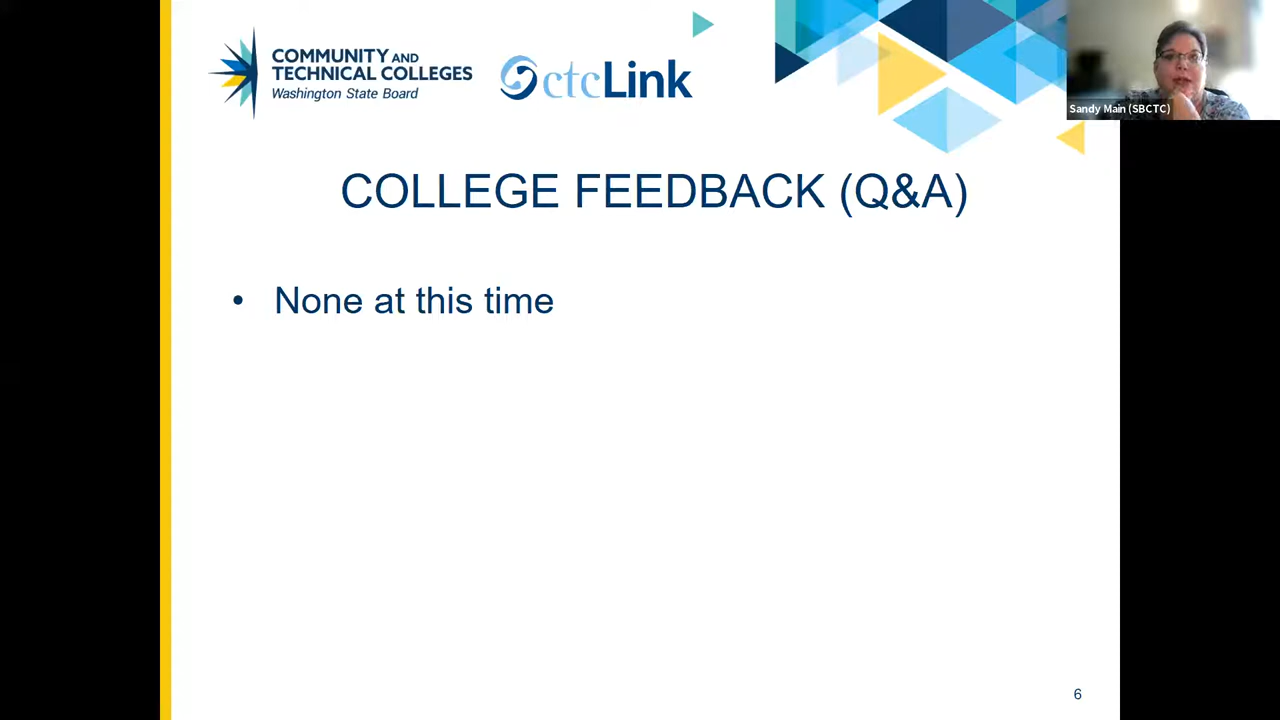 COMMUNITY AND
TECHNICAL COLLEGES
Washington State Board
ctcLink
Sandy Main (SBCTC)
COLLEGE FEEDBACK (Q&A)
• None at this time
6